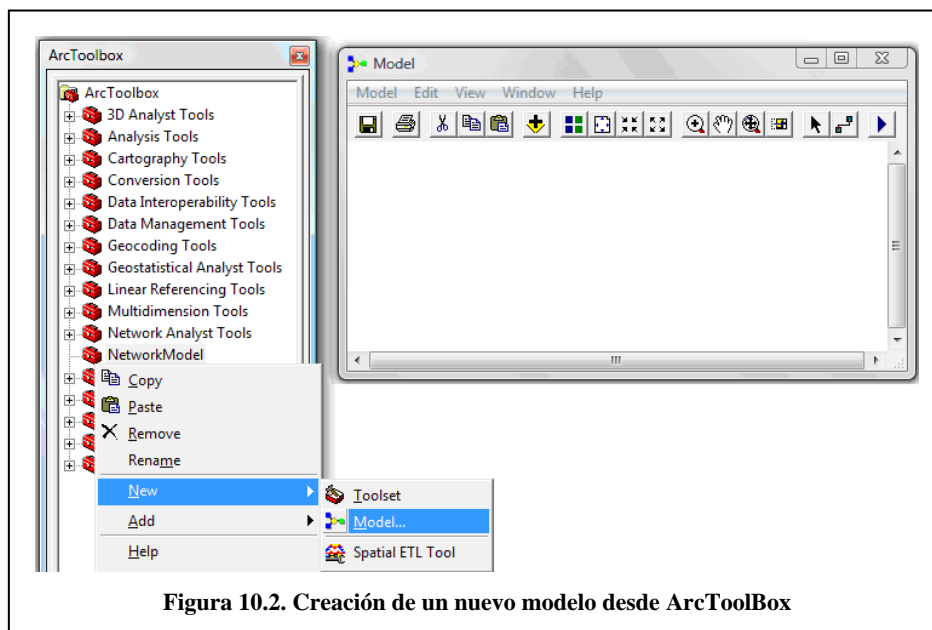 ArcToolbox
ArcToolbox
3D Analyst Tools
Analysis Tools
Cartography Tools
Conversion Tools
Data Interoperability Tools
Data Management Tools
Geocoding Tools
Geostatistical Analyst Tools
Linear Referencing Tools
Multidimension Tools
Network Analyst Tools
NetworkModel
Copy
Paste
Remove
Rename
New
Add
Help
Toolset
Model...
Spatial ETL Tool
Model
Model Edit View Window Help
Figura 10.2. Creación de un nuevo modelo desde ArcToolBox